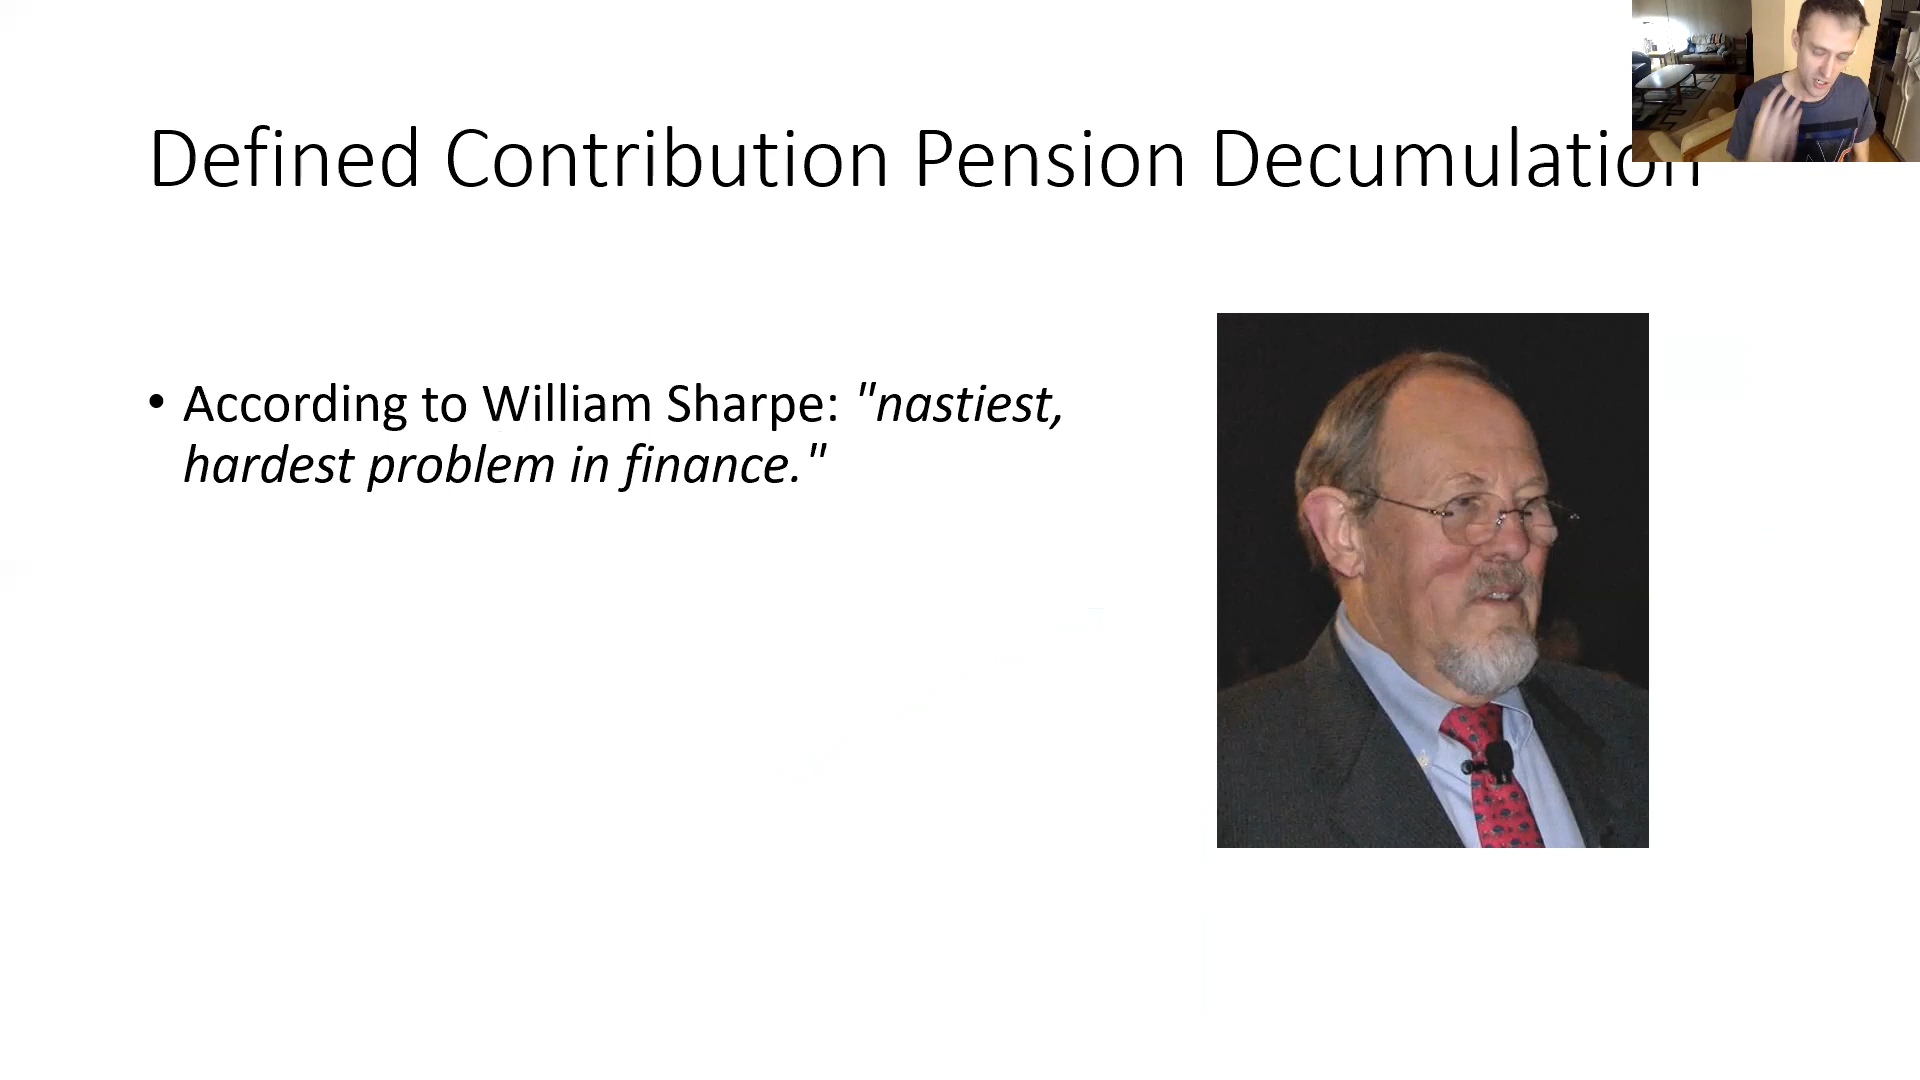 Defined Contribution Pension Decumulation
• According to William Sharpe: "nastiest,
hardest problem in finance."